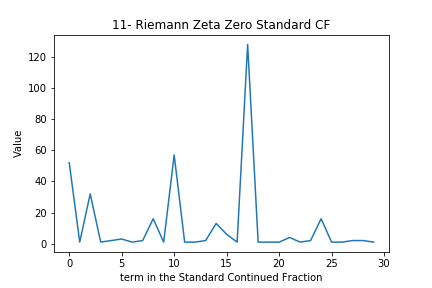 11- Riemann Zeta Zero Standard CF
Value
120
100
80
60
40
20
0
0 5 10 15 20 25 30
term in the Standard Continued Fraction